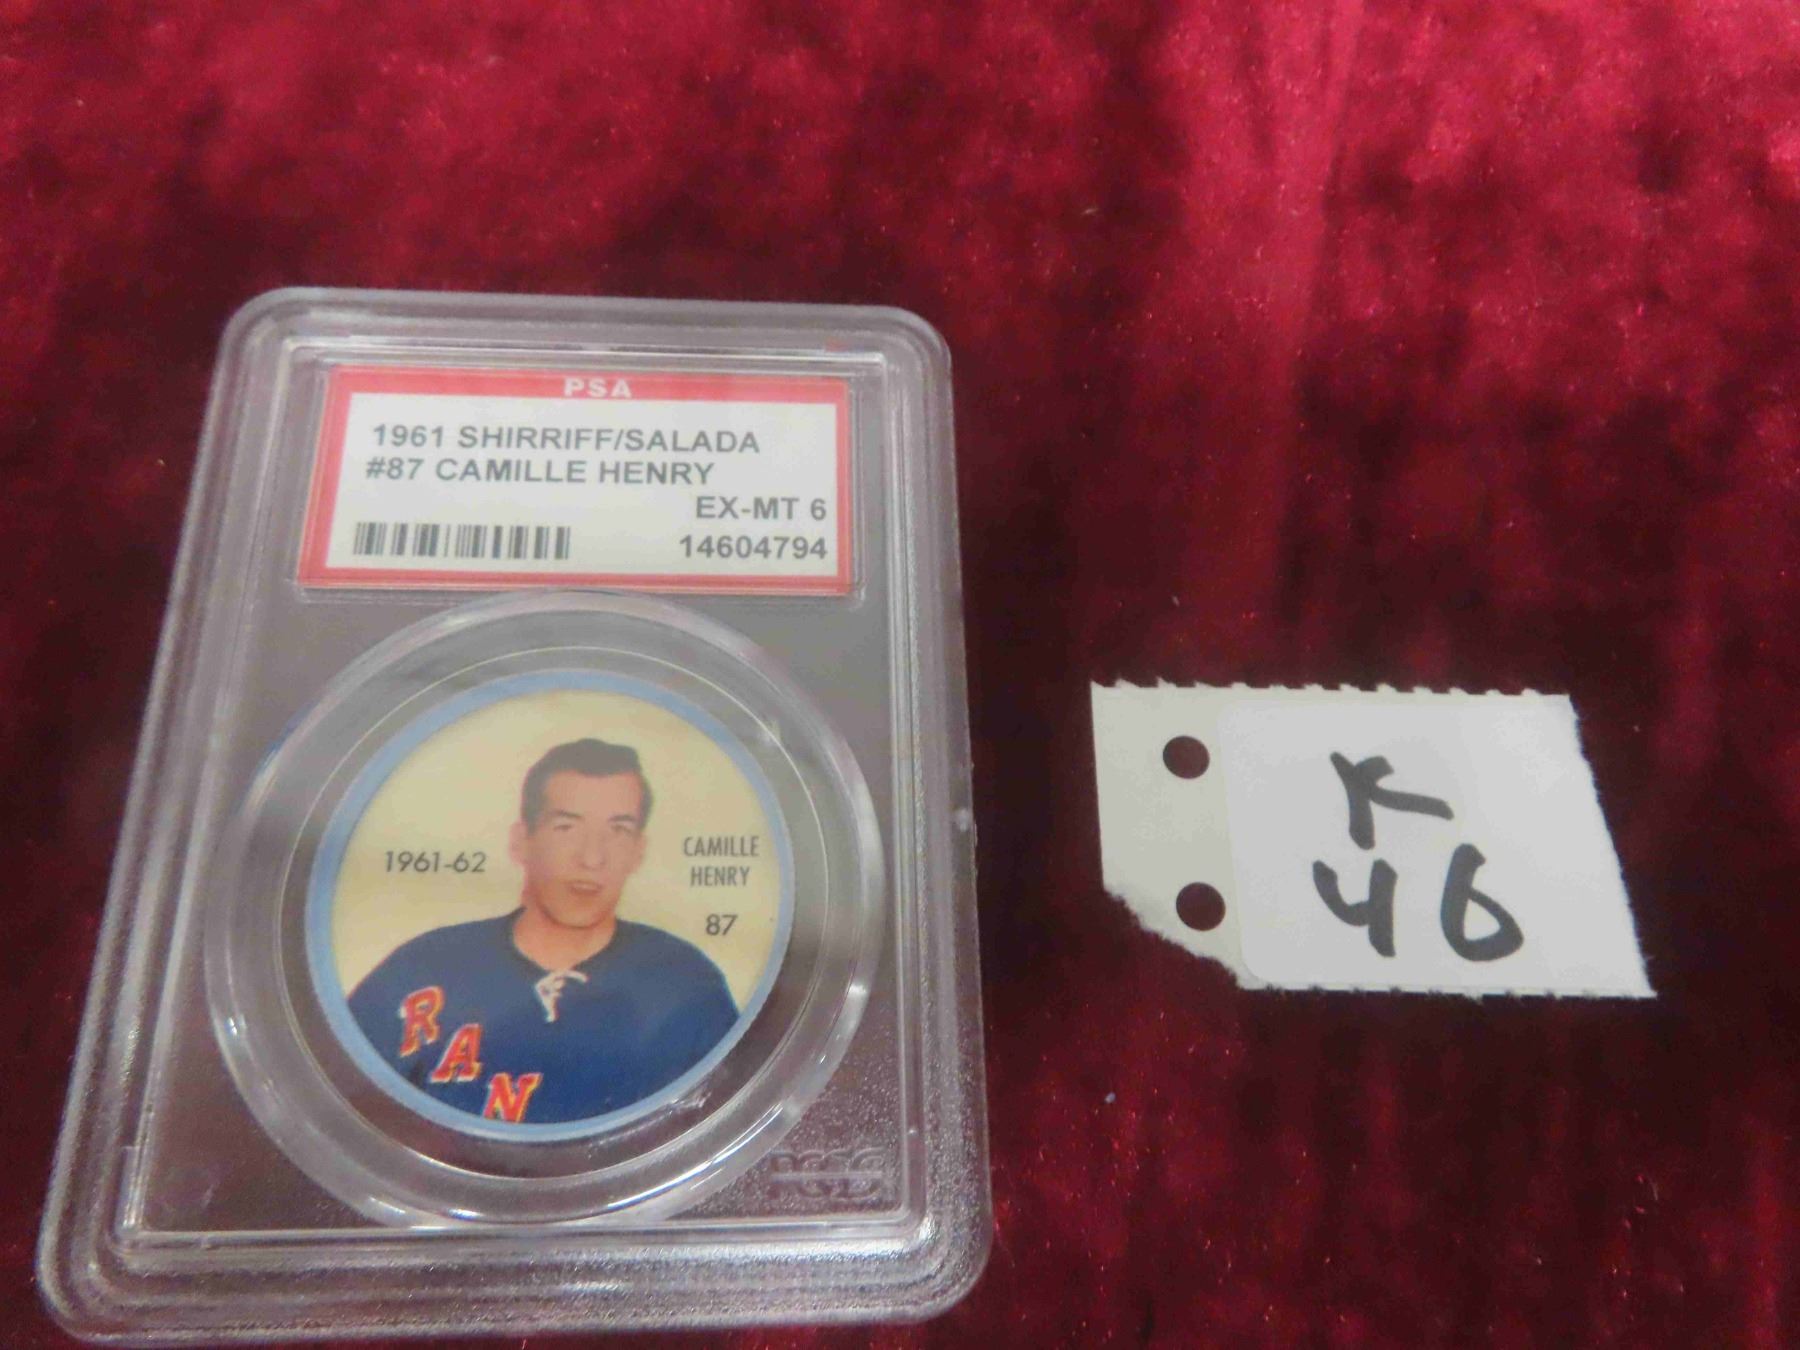 PSA
1961 SHIRRIFF/SALADA
#87 CAMILLE HENRY
EX-MT 6
14604794
1961-62
CAMILLE
HENRY
87
RAN
K
46